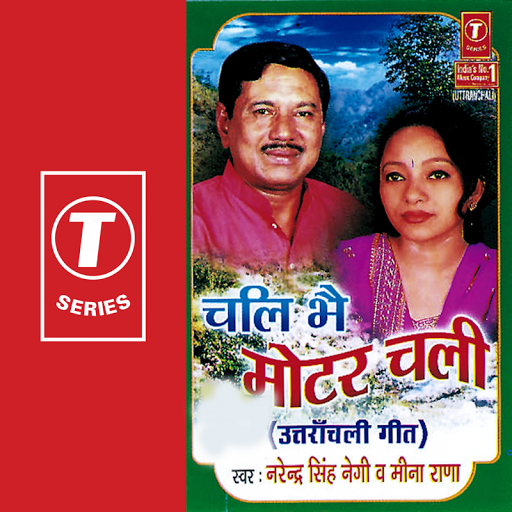 T
SERIES
T
SERIES
India's No.1
Music Company
(UTTRANCHALI)
चलि भै
मोटर चली
(उत्तराँचली गीत)
स्वर : नरेन्द्र सिंह नेगी व मीना राणा